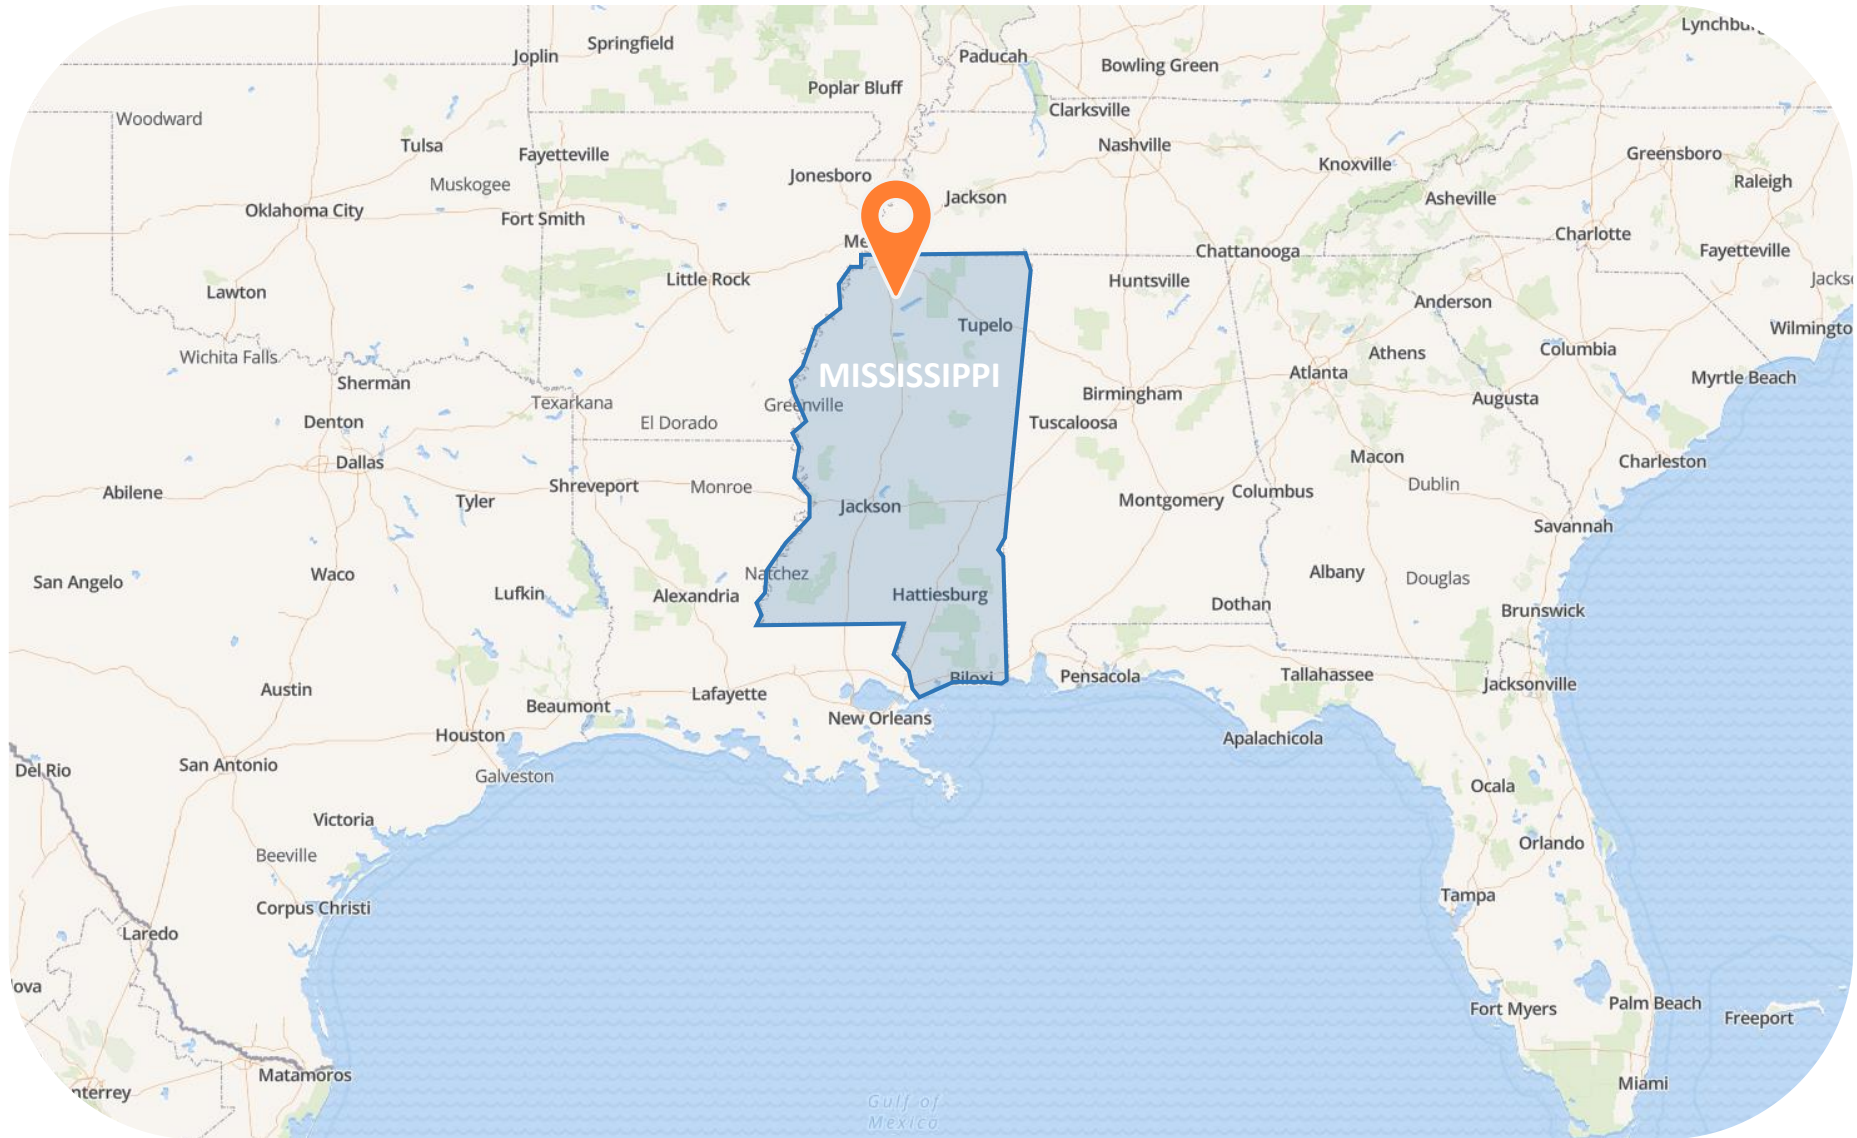 Lynchbu
Springfield
Joplin
Paducah
Bowling Green
Poplar Bluff
Clarksville
Woodward
Tulsa
Nashville
Fayetteville
Greensboro
Knoxville
Jonesboro
Muskogee
Raleigh
Jackson
Asheville
Oklahoma City
Fort Smith
Charlotte
Me
Chattanooga
Fayetteville
Little Rock
Huntsville
Jacks
Lawton
Anderson
Tupelo
Wilmingto
Columbia
Athens
Wichita Falls
Atlanta
MISSISSIPPI
Myrtle Beach
Sherman
Birmingham
Augusta
Texarkana
Greenville
Denton
El Dorado
Tuscaloosa
Macon
Dallas
Charleston
Dublin
Shreveport
Monroe
Columbus
Abilene
Tyler
Montgomery
Jackson
Savannah
Albany
Natchez
Waco
Douglas
San Angelo
Lufkin
Alexandria
Hattiesburg
Dothan
Brunswick
Tallahassee
Pensacola
Biloxi
Jacksonville
Austin
Lafayette
Beaumont
New Orleans
Houston
Apalachicola
San Antonio
Del Rio
Galveston
Ocala
Victoria
Orlando
Beeville
Tampa
Corpus Christi
Laredo
ova
Palm Beach
Fort Myers
Freeport
Matamoros
Miami
nterrey
Gulf of
Mexico